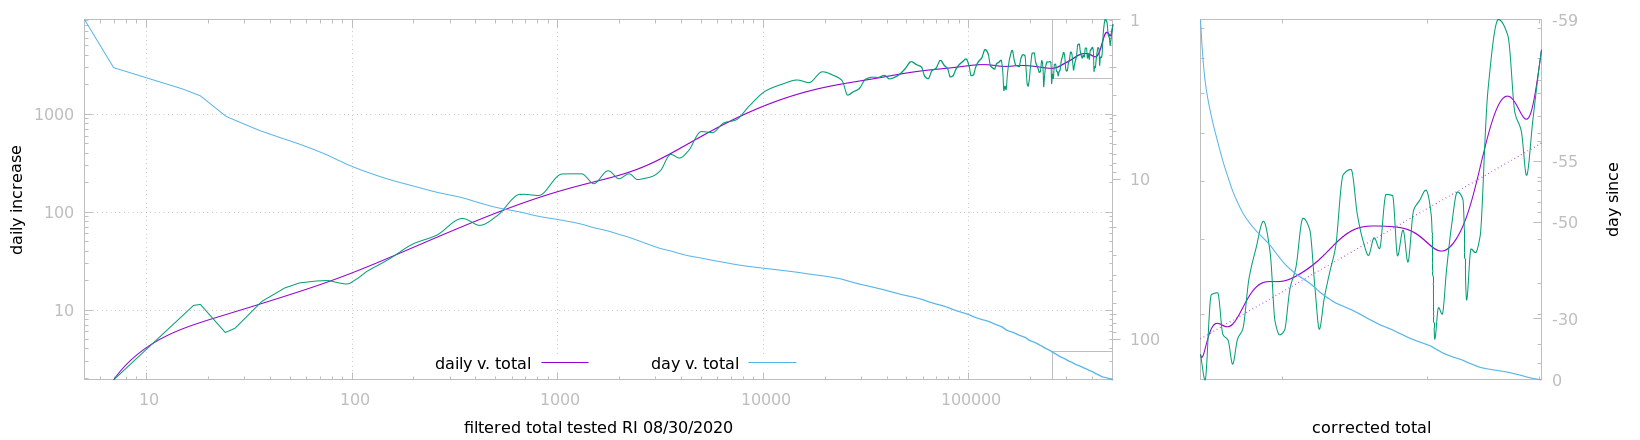 daily increase
1000
100
10
10
100
1000
10000
100000
1
10
100
daily v. total
day v. total
filtered total tested RI 08/30/2020
-59
-55
-50
-30
0
day since
corrected total